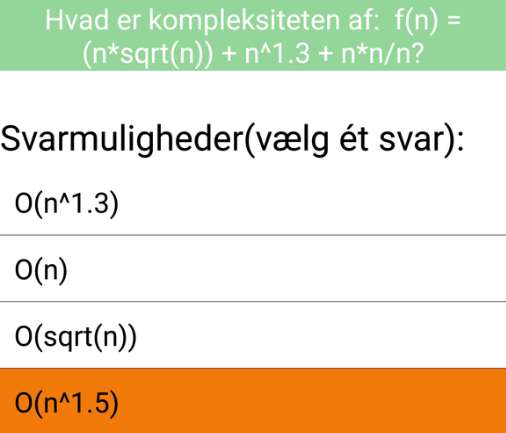 Hvad er kompleksiteten af: f(n) =
(n*sqrt(n)) + n^1.3 + n*n/n?
Svarmuligheder(vælg ét svar):
O(n^1.3)
O(n)
O(sqrt(n))
O(n^1.5)